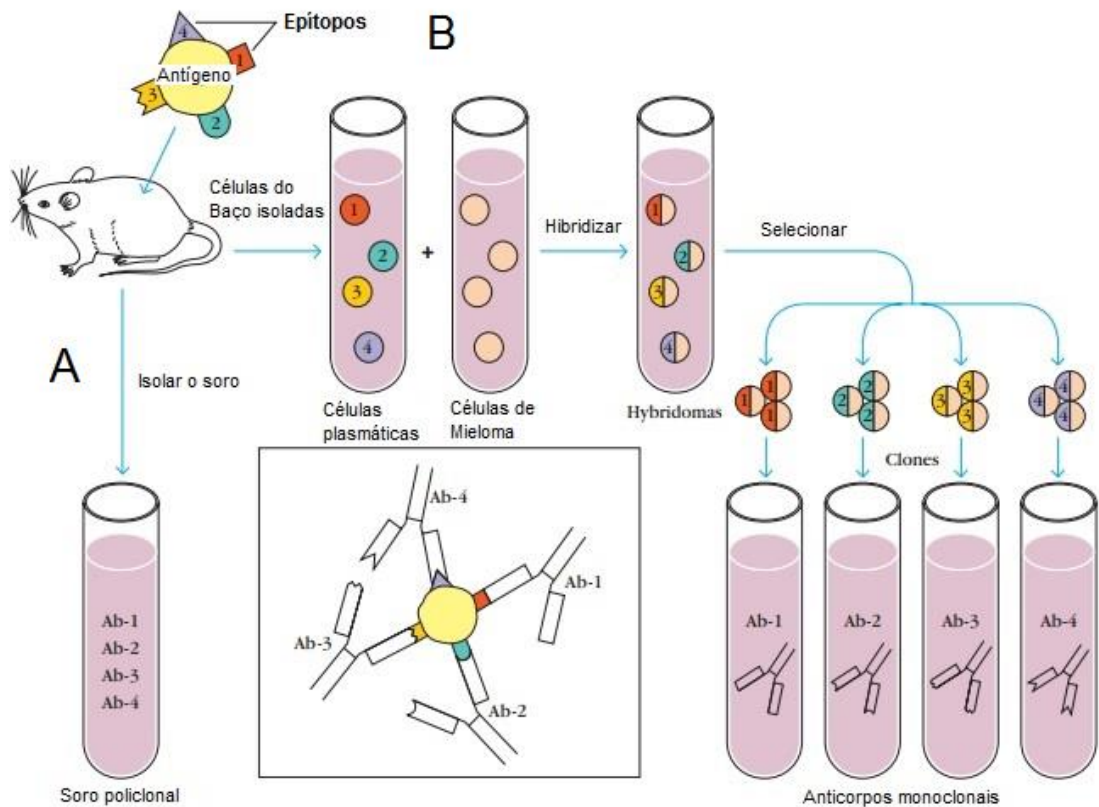 4
Epítopos
B
1
Antígeno
3
2
Células do
Baço isoladas
1
2
3
4
+
Hibridizar
1
2
3
4
Selecionar
A
Isolar o soro
Células
plasmáticas
Células de
Mieloma
Hybridomas
1
1
1
2
2
2
3
3
3
4
4
4
Clones
Ab-1
Ab-2
Ab-3
Ab-4
Soro policlonal
Ab-4
Ab-1
Ab-3
Ab-2
Ab-1
Ab-2
Ab-3
Ab-4
Anticorpos monoclonais